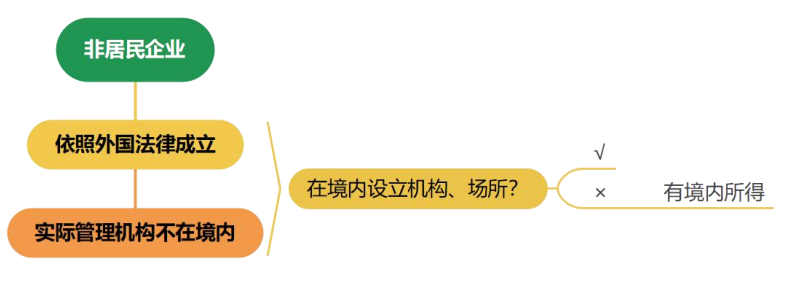 非居民企业
依照外国法律成立
实际管理机构不在境内
在境内设立机构、场所？
√
× 有境内所得